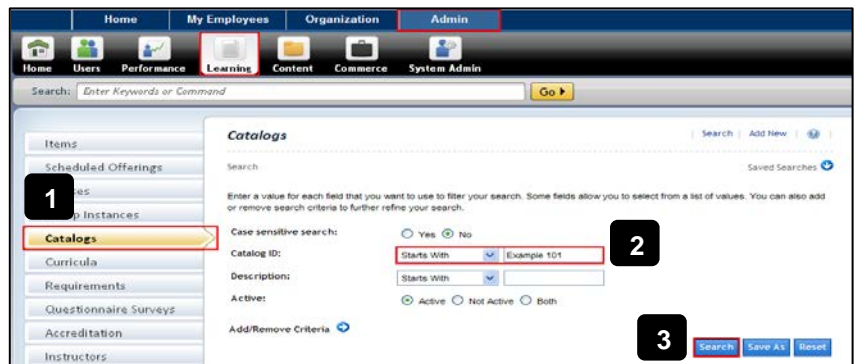 Home My Employees Organization Admin
Home Users Performance Learning Content Commerce System Admin
Search: Enter Keywords or Command Go
Items
Scheduled Offerings
1
Instances
Catalogs
Curricula
Requirements
Questionnaire Surveys
Accreditation
Instructors
Catalogs Search Add New
Search Saved Searches
Enter a value for each field that you want to use to filter your search. Some fields allow you to select from a list of values. You can also add
or remove search criteria to further refine your search.
Case sensitive search: Yes No
Catalog ID: Starts With Example 101
2
Description: Starts With
Active: Active Not Active Both
Add/Remove Criteria
3
Search Save As Reset